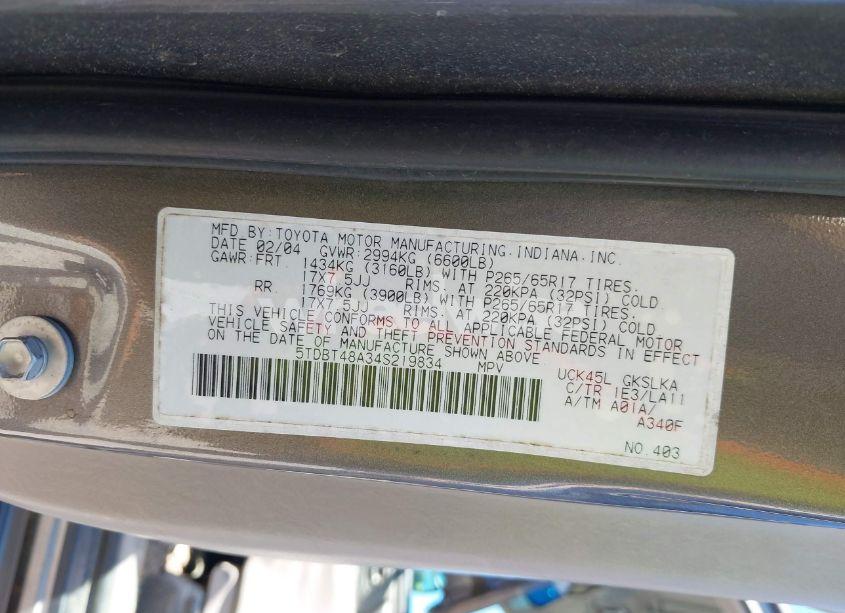 MFD BY:TOYOTA MOTOR MANUFACTURING.INDIANA.INC.
DATE 02/04 GVWR:2994KG (6600LB)
GAWR:FRT 1434KG (3160LB) WITH P265/65R17 TIRES.
17X7.5JJ RIMS. AT 220KPA (32PSI) COLD
RR 1769KG (3900LB) WITH P265/65R17 TIRES.
17X7.5JJ RIMS. AT 220KPA (32PSI) COLD
THIS VEHICLE CONFORMS TO ALL APPLICABLE FEDERAL MOTOR
VEHICLE SAFETY AND THEFT PREVENTION STANDARDS IN EFFECT
ON THE DATE OF MANUFACTURE SHOWN ABOVE
5TDBT48A34S219834 MPV
UCK45L GKSLKA
C/TR 1E3/LA11
A/TM A01A/
A340F
NO.403